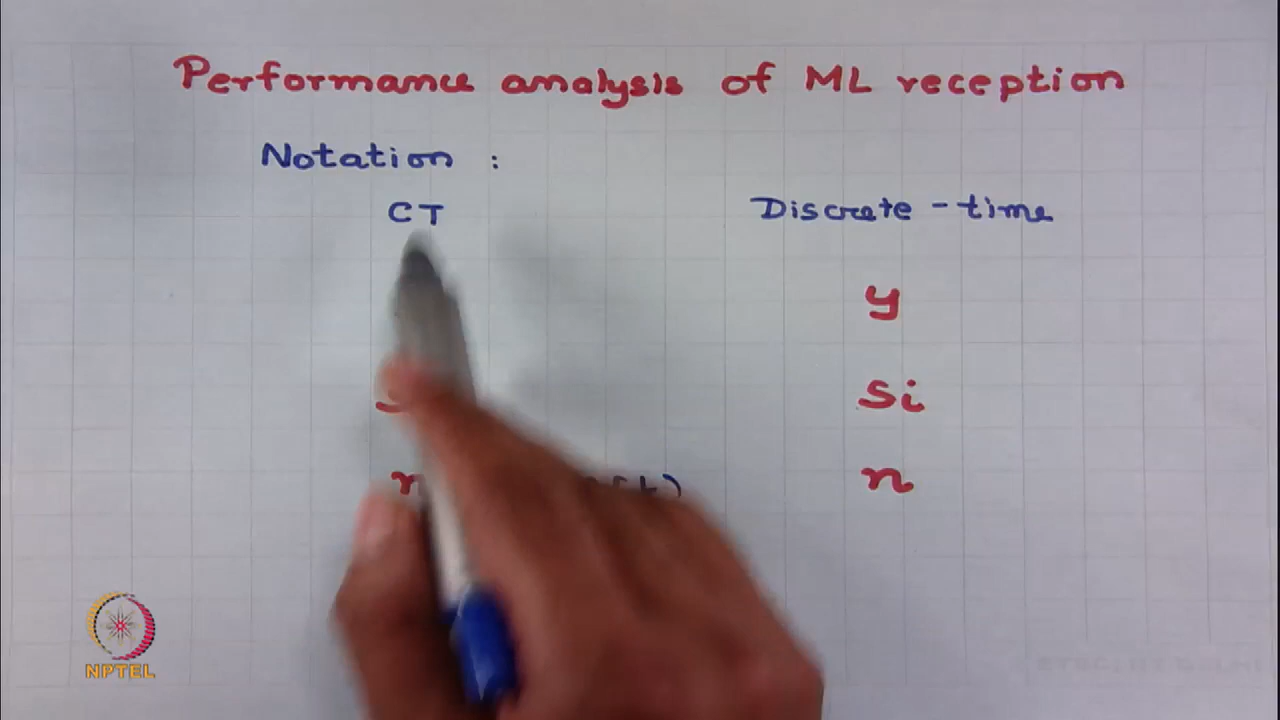 Performance analysis of ML reception
Notation :
CT Discrete - time
y
si
n
NPTEL